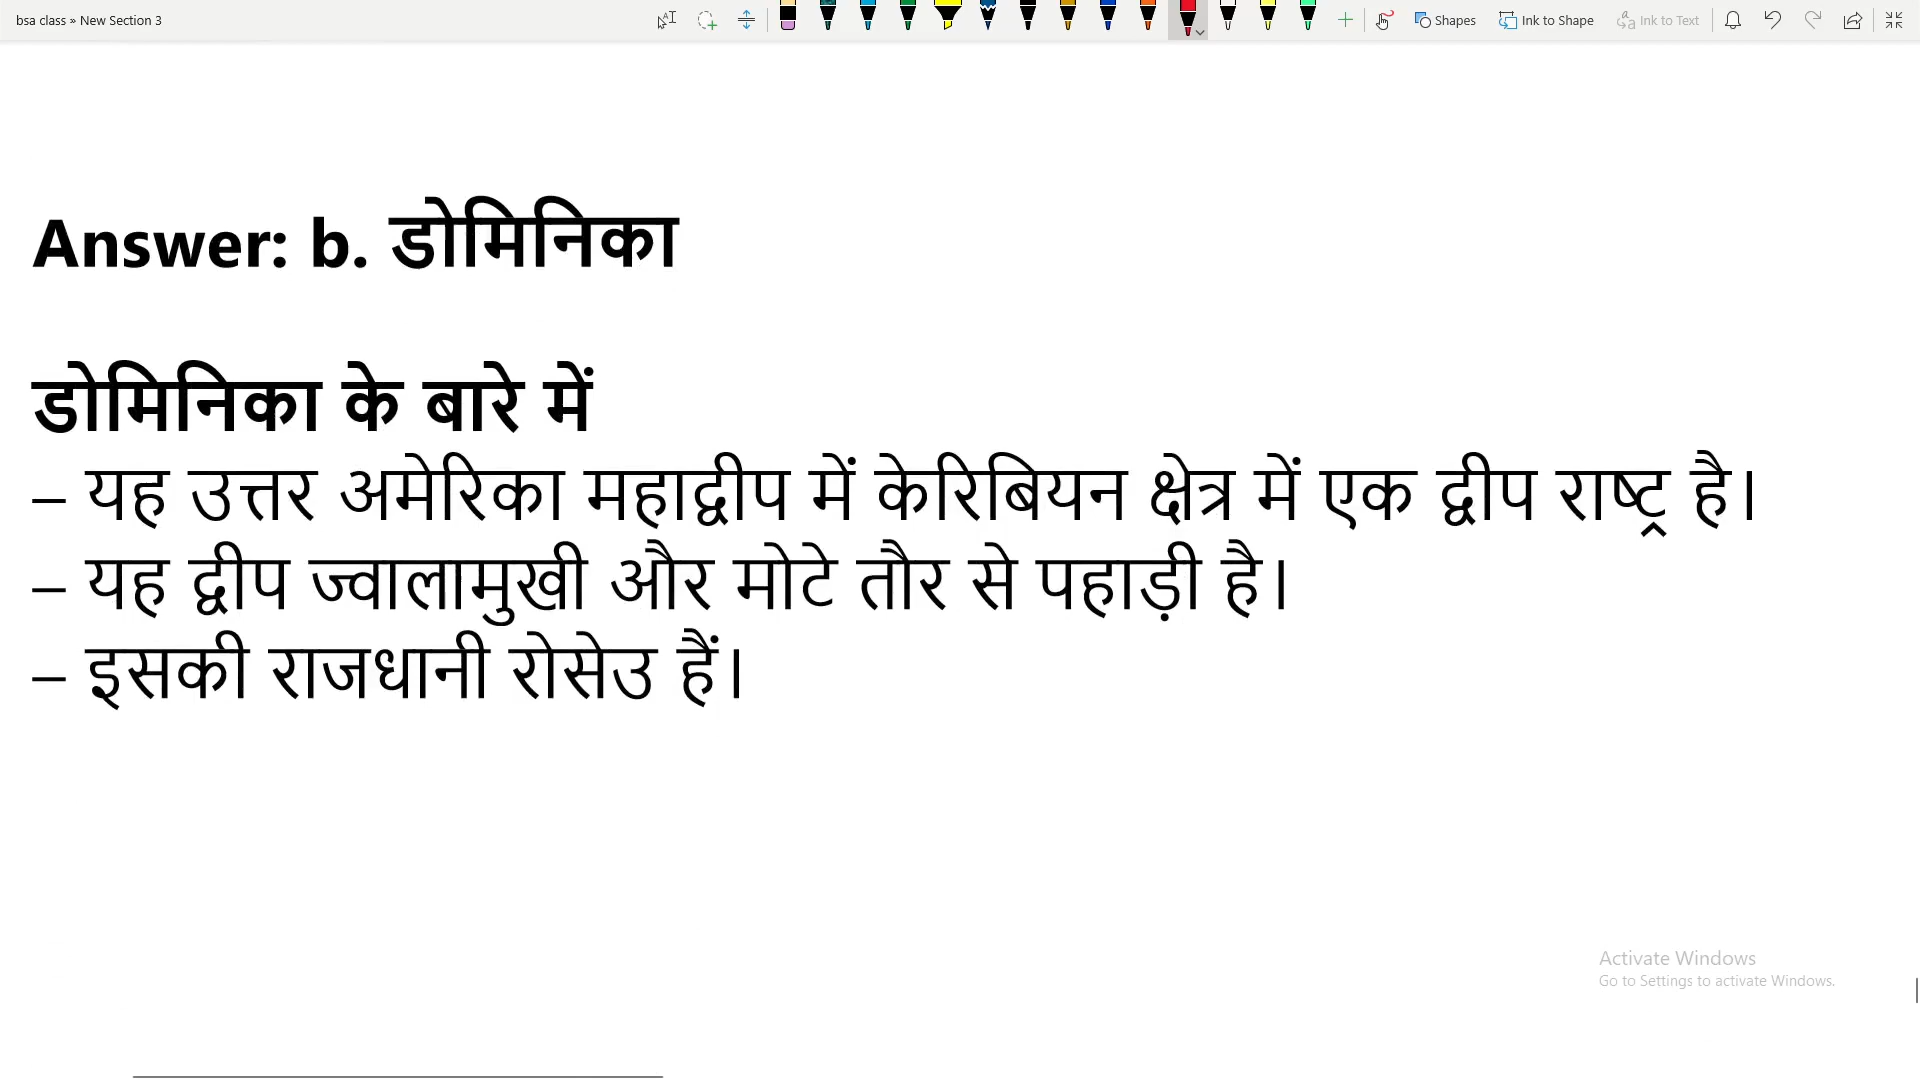 bsa class » New Section 3
Shapes
Ink to Shape
Ink to Text
Answer: b. डोमिनिका
डोमिनिका के बारे में
– यह उत्तर अमेरिका महाद्वीप में केरिबियन क्षेत्र में एक द्वीप राष्ट्र है।
– यह द्वीप ज्वालामुखी और मोटे तौर से पहाड़ी है।
– इसकी राजधानी रोसेउ हैं।
Activate Windows
Go to Settings to activate Windows.